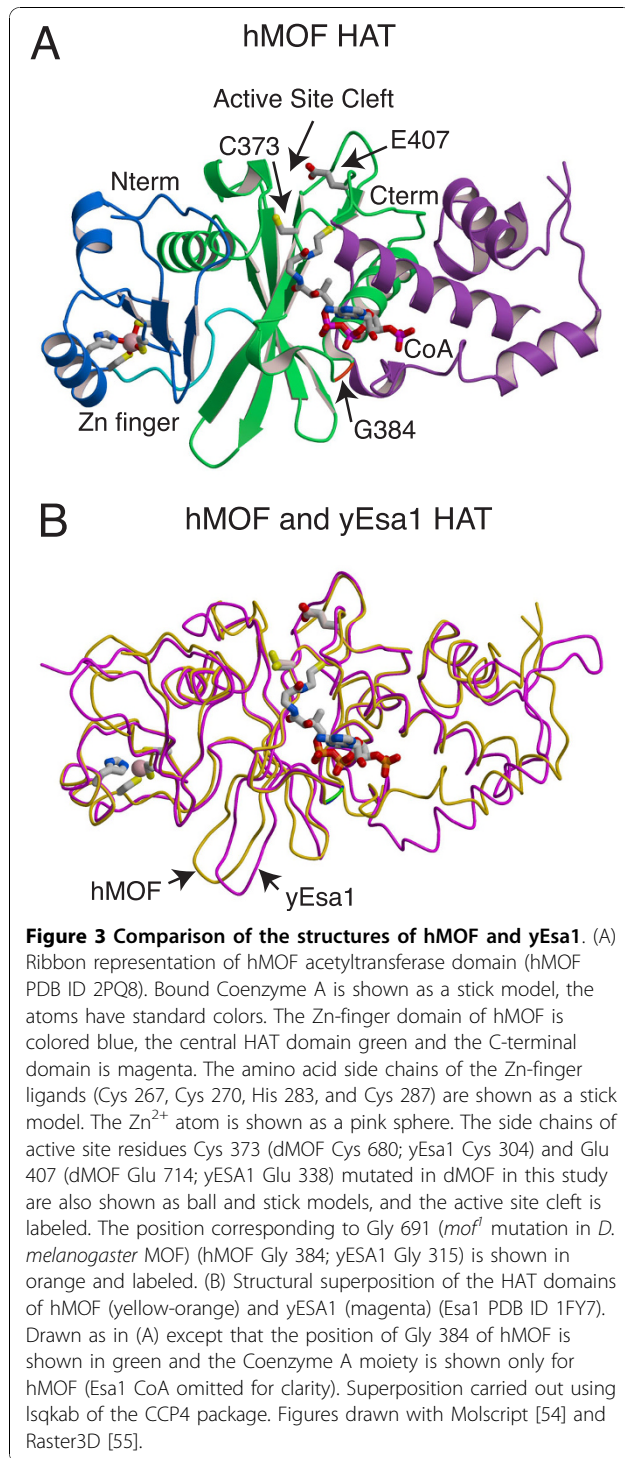 A
hMOF HAT
Active Site Cleft
C373
E407
Nterm
Cterm
CoA
Zn finger
G384
B
hMOF and yEsa1 HAT
hMOF
yEsa1
Figure 3 Comparison of the structures of hMOF and yEsa1. (A)
Ribbon representation of hMOF acetyltransferase domain (hMOF
PDB ID 2PQ8). Bound Coenzyme A is shown as a stick model, the
atoms have standard colors. The Zn-finger domain of hMOF is
colored blue, the central HAT domain green and the C-terminal
domain is magenta. The amino acid side chains of the Zn-finger
ligands (Cys 267, Cys 270, His 283, and Cys 287) are shown as a stick
model. The Zn2+ atom is shown as a pink sphere. The side chains of
active site residues Cys 373 (dMOF Cys 680; yEsa1 Cys 304) and Glu
407 (dMOF Glu 714; yESA1 Glu 338) mutated in dMOF in this study
are also shown as ball and stick models, and the active site cleft is
labeled. The position corresponding to Gly 691 (mof1 mutation in D.
melanogaster MOF) (hMOF Gly 384; yESA1 Gly 315) is shown in
orange and labeled. (B) Structural superposition of the HAT domains
of hMOF (yellow-orange) and yESA1 (magenta) (Esa1 PDB ID 1FY7).
Drawn as in (A) except that the position of Gly 384 of hMOF is
shown in green and the Coenzyme A moiety is shown only for
hMOF (Esa1 CoA omitted for clarity). Superposition carried out using
lsqkab of the CCP4 package. Figures drawn with Molscript [54] and
Raster3D [55].